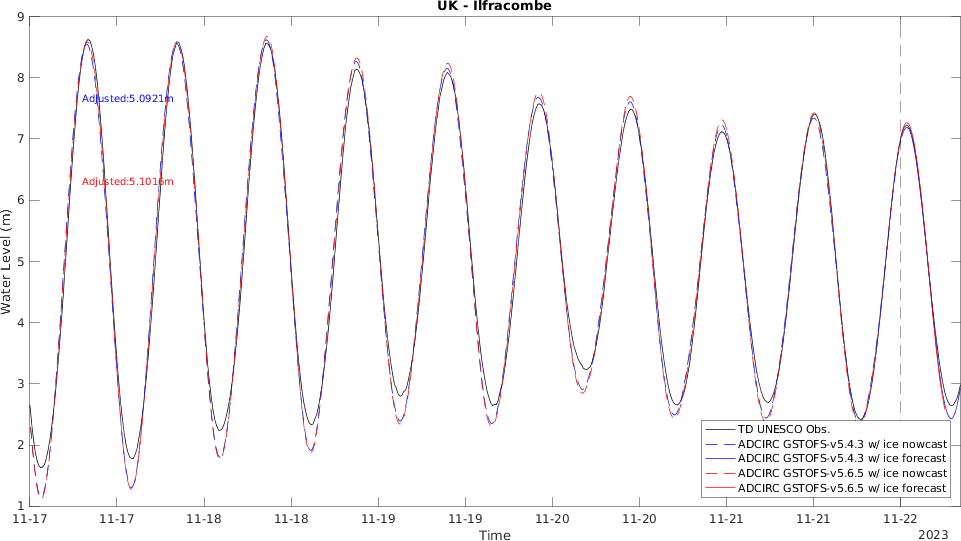 UK - Ilfracombe
9
8
7
6
5
4
3
2
1
Water Level (m)
Adjusted:5.0921m
Adjusted:5.1016m
TD UNESCO Obs.
ADCIRC GSTOFS-v5.4.3 w/ ice nowcast
ADCIRC GSTOFS-v5.4.3 w/ ice forecast
ADCIRC GSTOFS-v5.6.5 w/ ice nowcast
ADCIRC GSTOFS-v5.6.5 w/ ice forecast
11-17 11-17 11-18 11-18 11-19 11-19 11-20 11-20 11-21 11-21 11-22
2023
Time